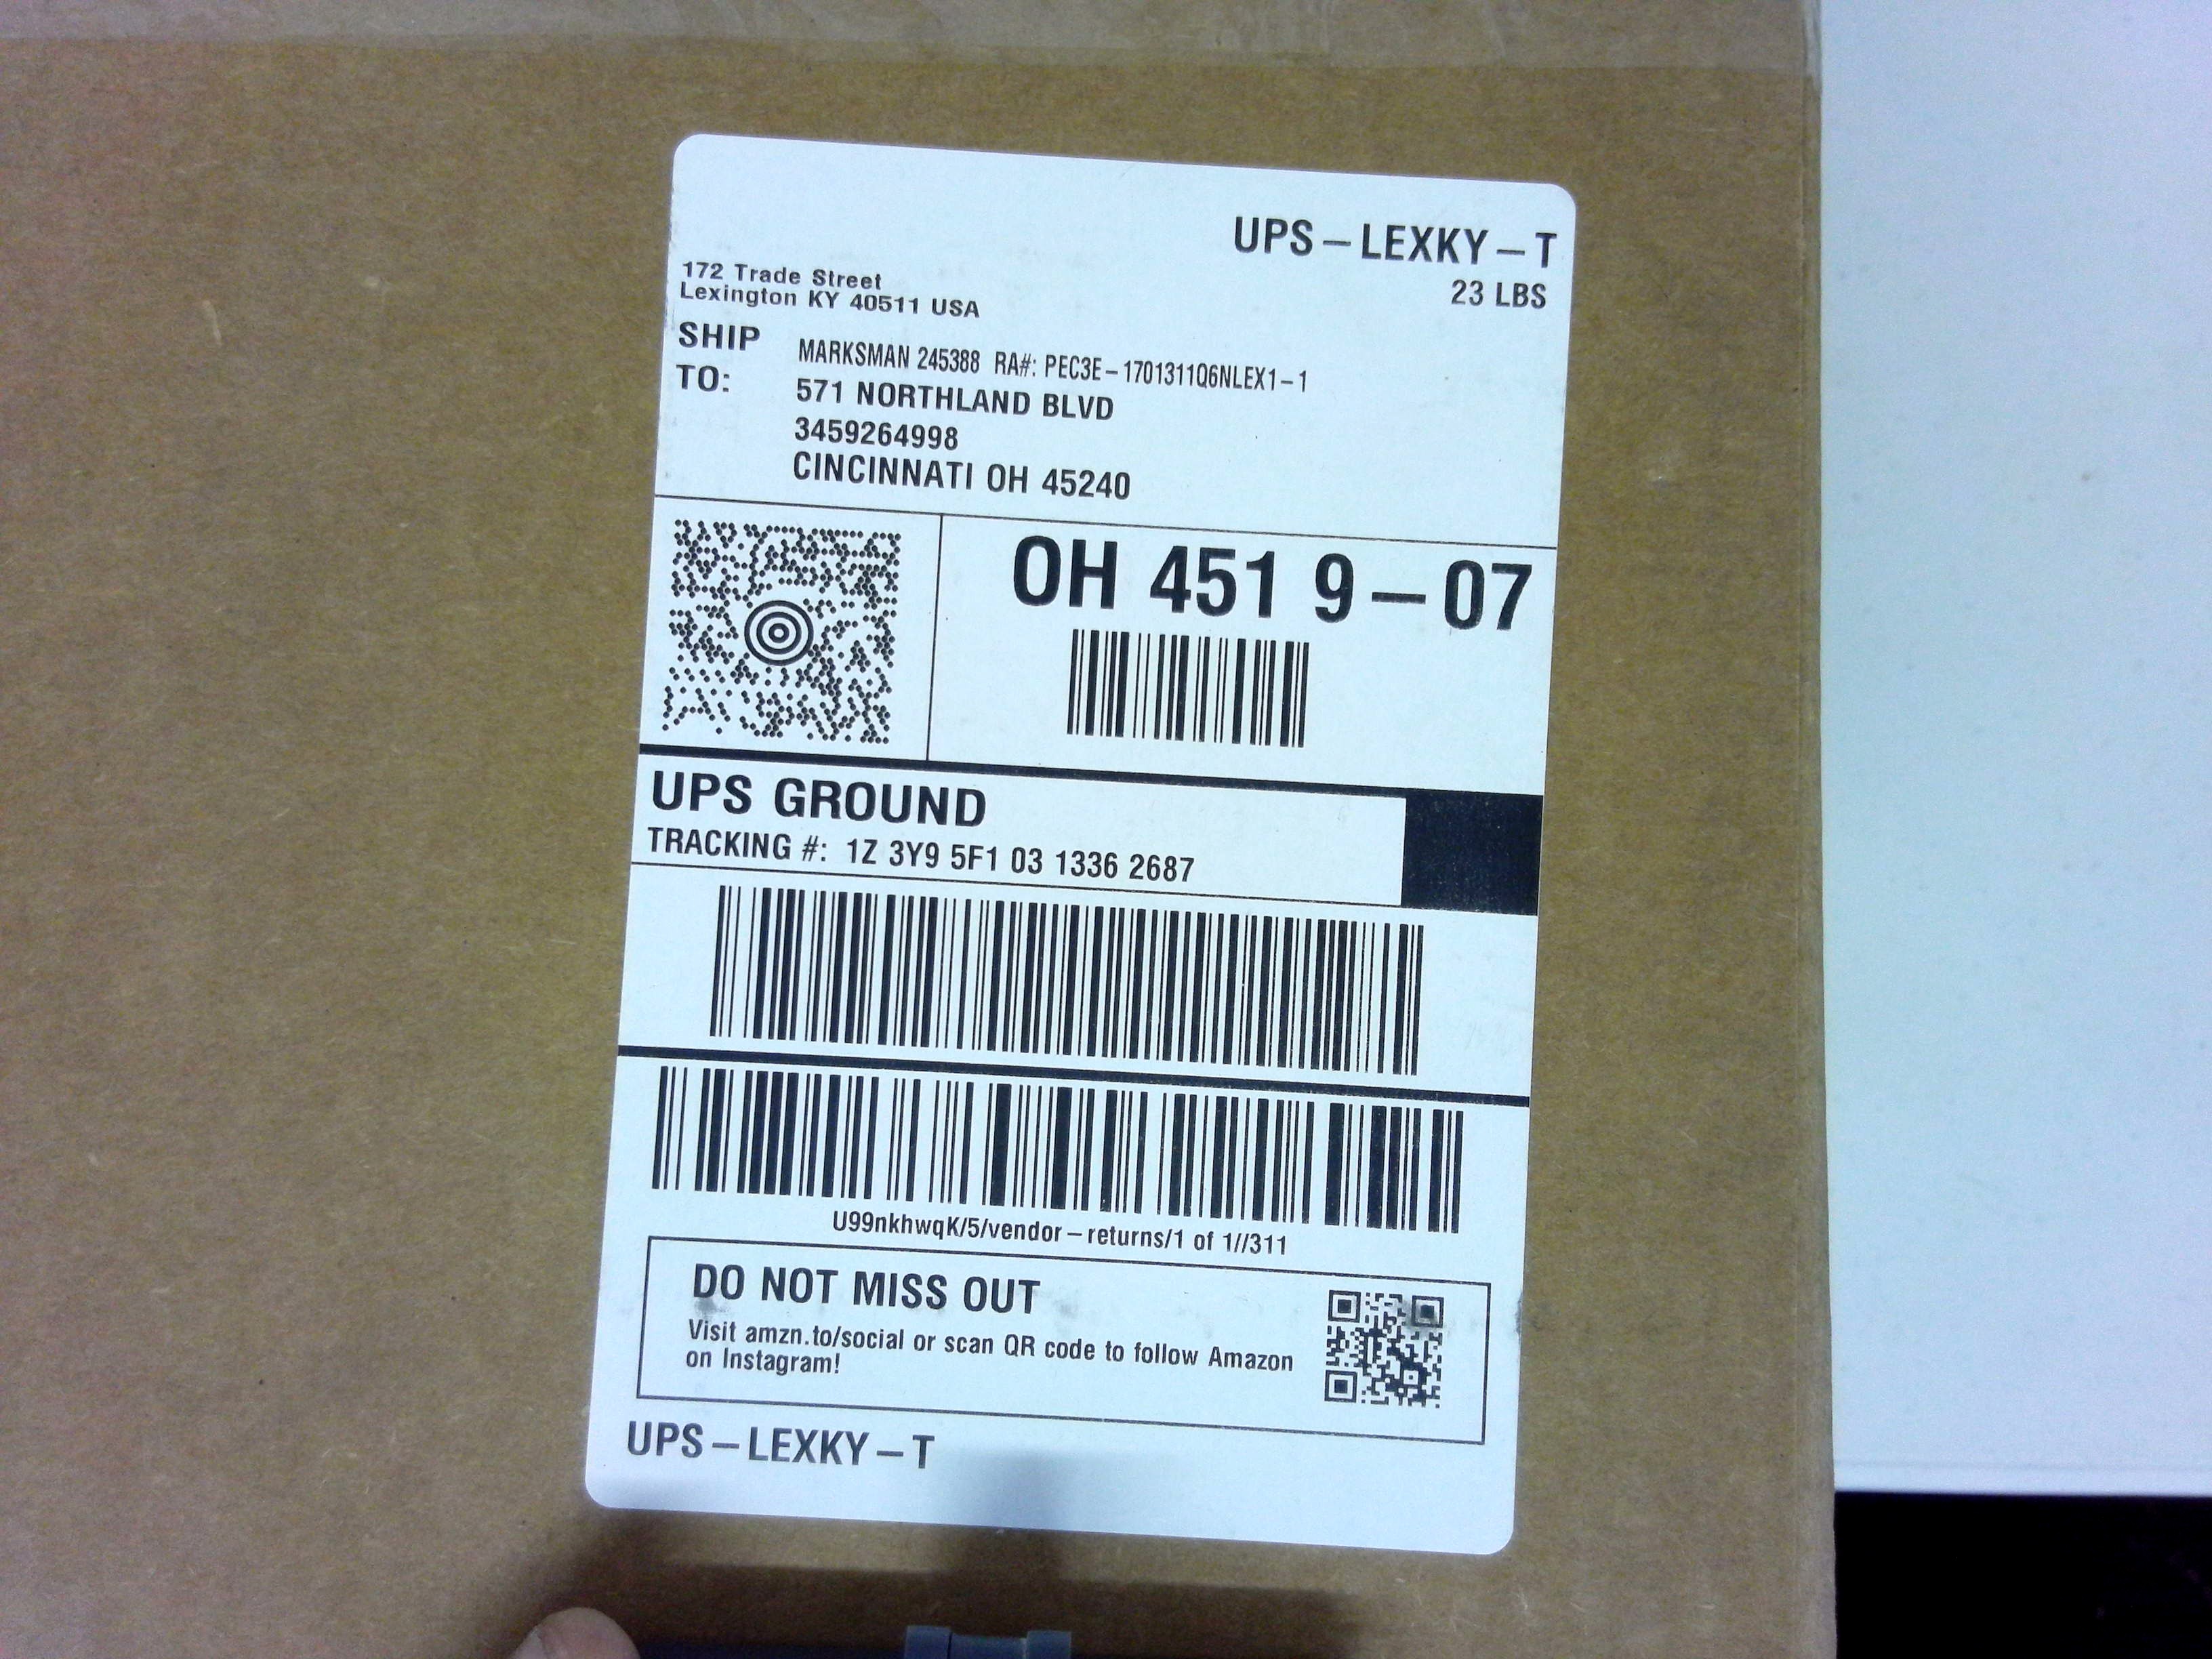 UPS-LEXKY-T
23 LBS
172 Trade Street
Lexington KY 40511 USA
SHIP TO:
MARKSMAN 245388 RA#: PEC3E-1701311Q6NLEX1-1
571 NORTHLAND BLVD
3459264998
CINCINNATI OH 45240
OH 451 9-07
UPS GROUND
TRACKING #: 1Z 3Y9 5F1 03 1336 2687
U99nkhwqK/5/vendor-returns/1 of 1//311
DO NOT MISS OUT
Visit amzn.to/social or scan QR code to follow Amazon
on Instagram!
UPS-LEXKY-T